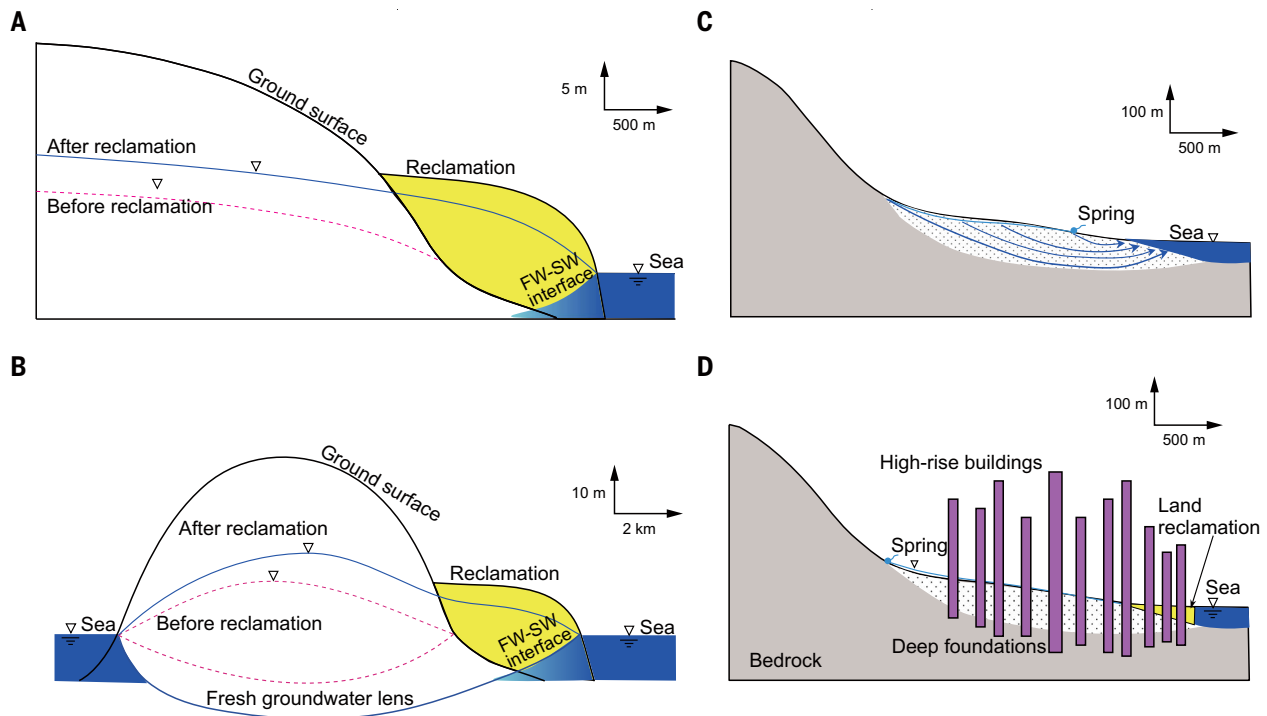 A
Ground surface
5 m
500 m
After reclamation
Reclamation
Before reclamation
FW-SW
interface
Sea
B
Ground surface
10 m
2 km
After reclamation
Reclamation
Before reclamation
Sea
FW-SW
interface
Sea
Fresh groundwater lens
C
100 m
500 m
Spring
Sea
D
100 m
500 m
High-rise buildings
Land
reclamation
Spring
Sea
Deep foundations
Bedrock